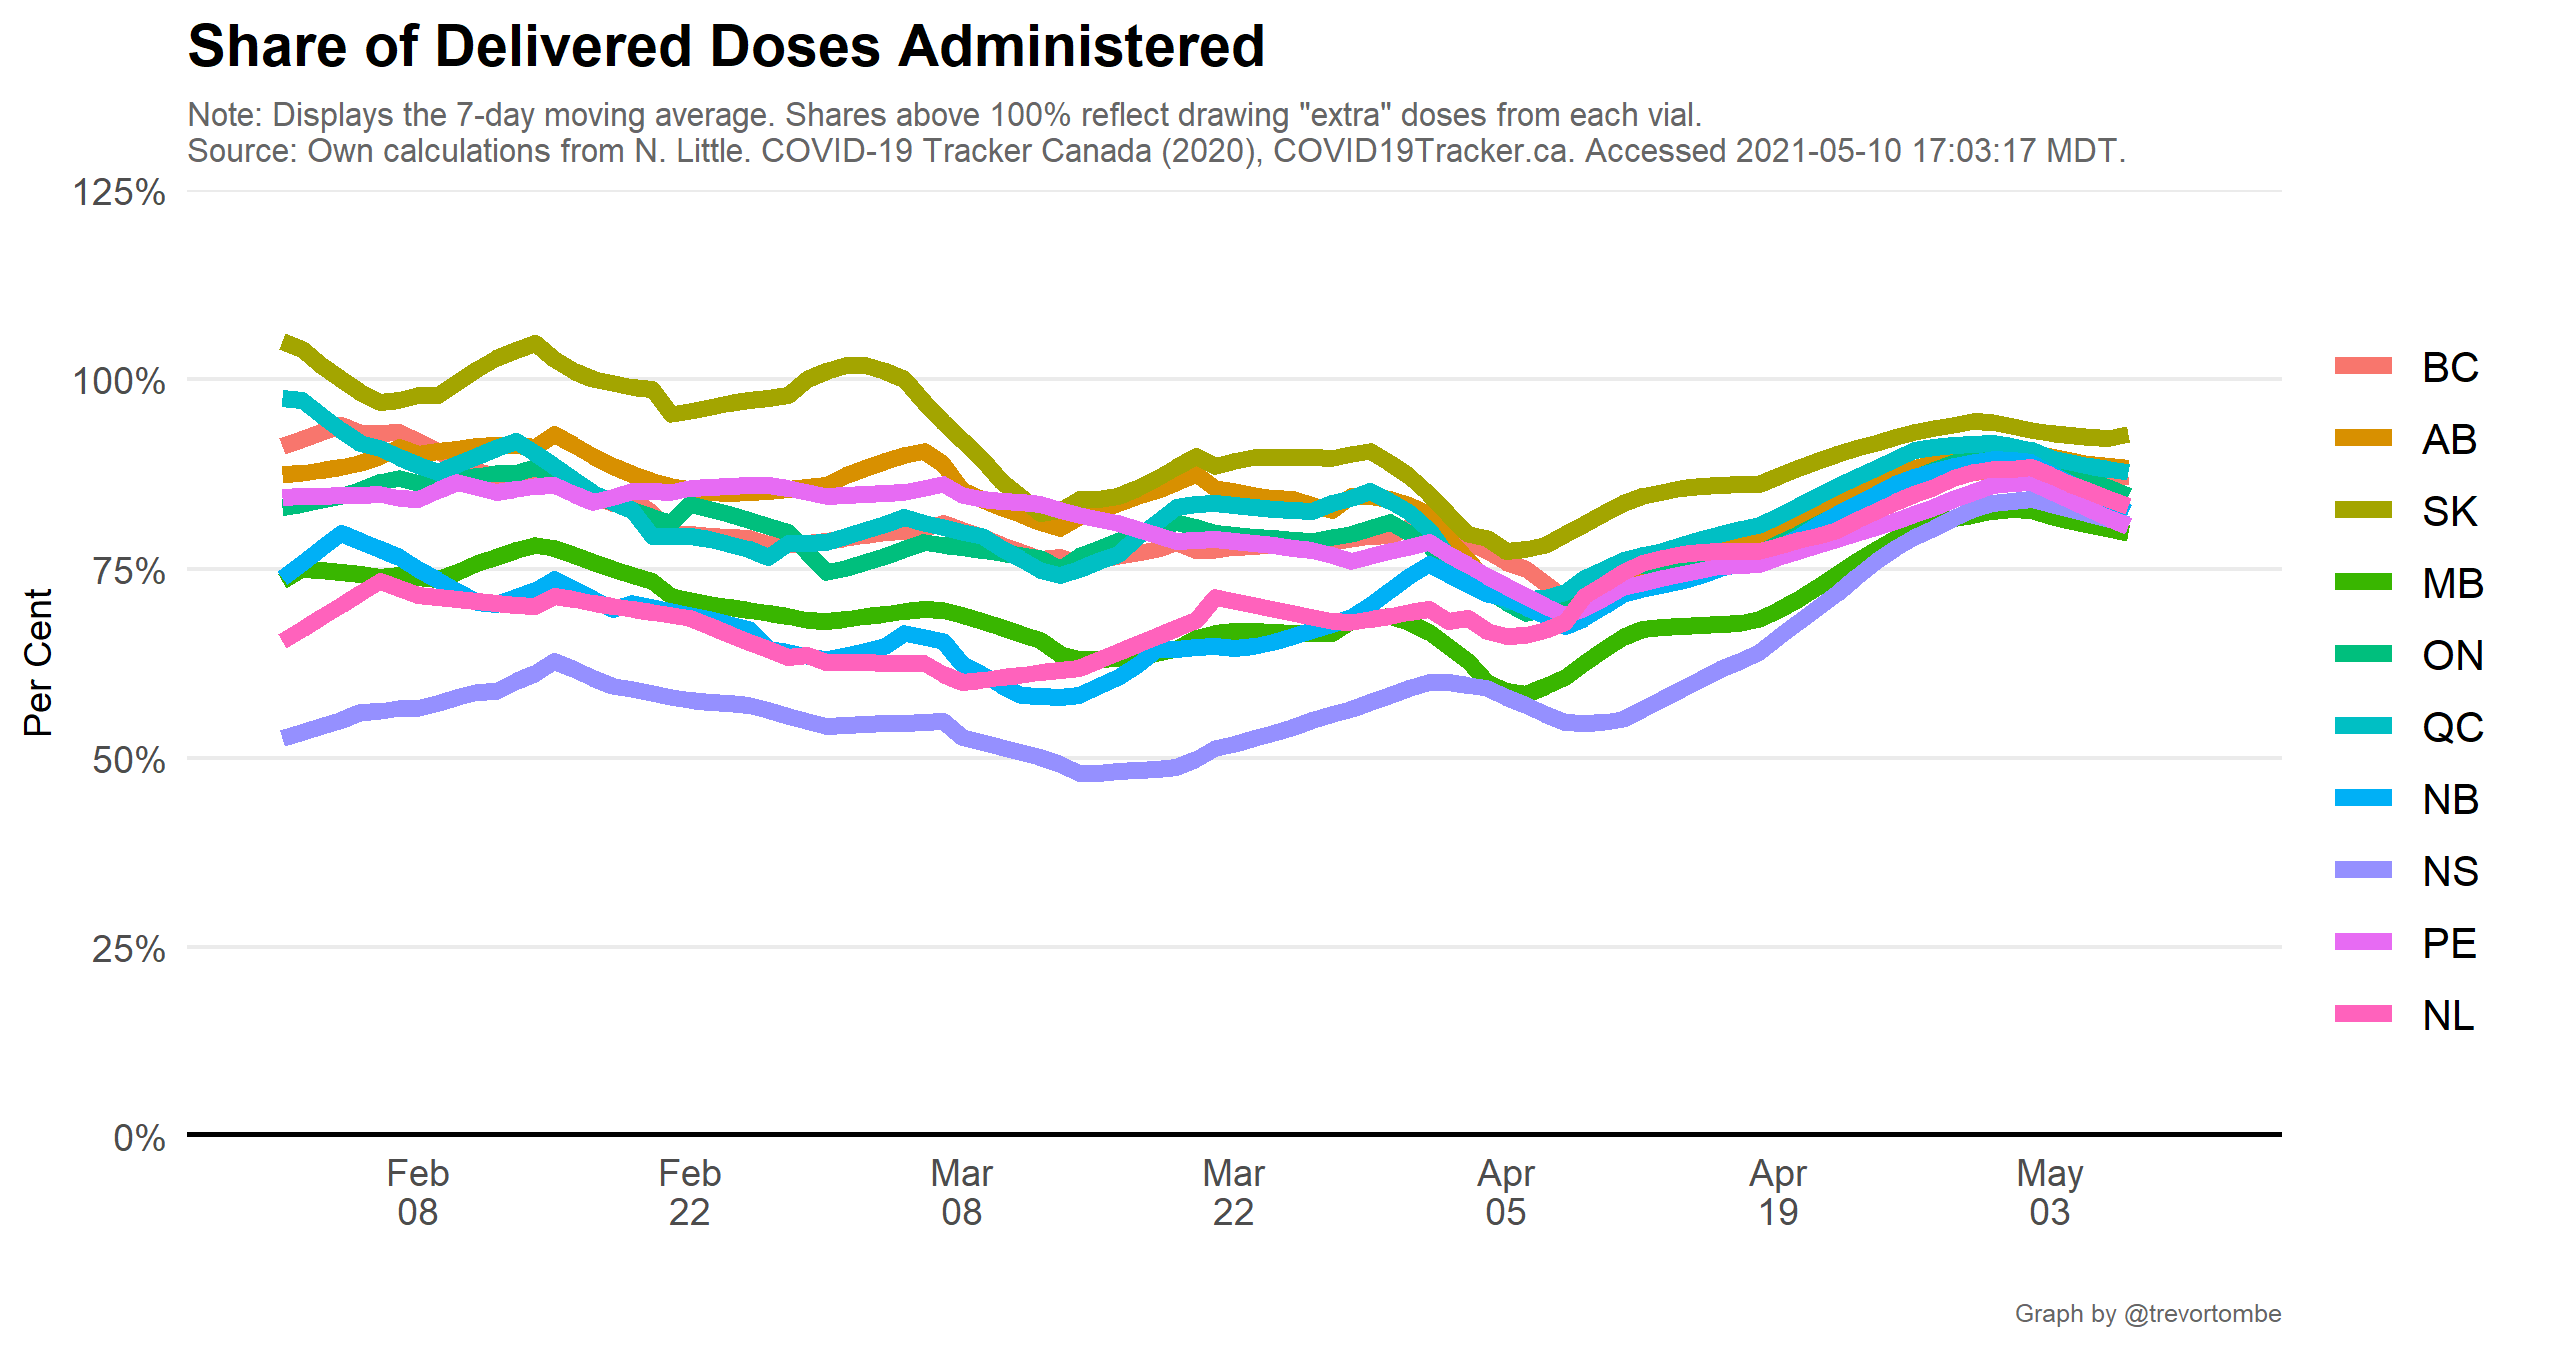 Share of Delivered Doses Administered
Note: Displays the 7-day moving average. Shares above 100% reflect drawing "extra" doses from each vial.
Source: Own calculations from N. Little. COVID-19 Tracker Canada (2020), COVID19Tracker.ca. Accessed 2021-05-10 17:03:17 MDT.
125%
100%
75%
50%
25%
0%
Per Cent
Feb
08
Feb
22
Mar
08
Mar
22
Apr
05
Apr
19
May
03
BC
AB
SK
MB
ON
QC
NB
NS
PE
NL
Graph by @trevortombe